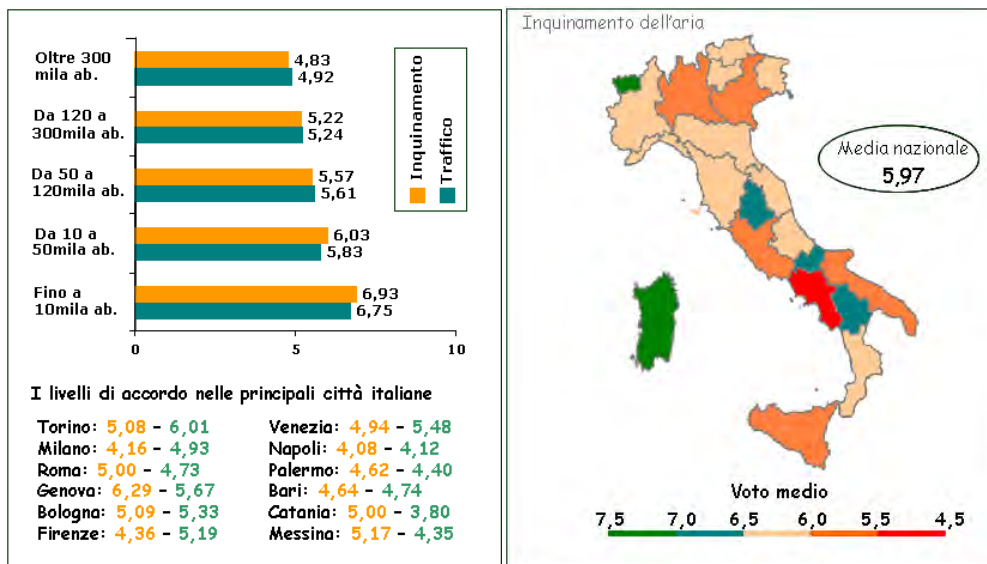 Oltre 300
mila ab.
4,83
4,92
Da 120 a
300mila ab.
5,22
5,24
Da 50 a
120mila ab.
5,57
5,61
Da 10 a
50mila ab.
6,03
5,83
Fino a
10mila ab.
6,93
6,75
0 5 10
Inquinamento
Traffico
I livelli di accordo nelle principali città italiane
Torino: 5,08 – 6,01
Milano: 4,16 – 4,93
Roma: 5,00 – 4,73
Genova: 6,29 – 5,67
Bologna: 5,09 – 5,33
Firenze: 4,36 – 5,19
Venezia: 4,94 – 5,48
Napoli: 4,08 – 4,12
Palermo: 4,62 – 4,40
Bari: 4,64 – 4,74
Catania: 5,00 – 3,80
Messina: 5,17 – 4,35
Inquinamento dell'aria
Media nazionale
5,97
Voto medio
7,5 7,0 6,5 6,0 5,5 4,5